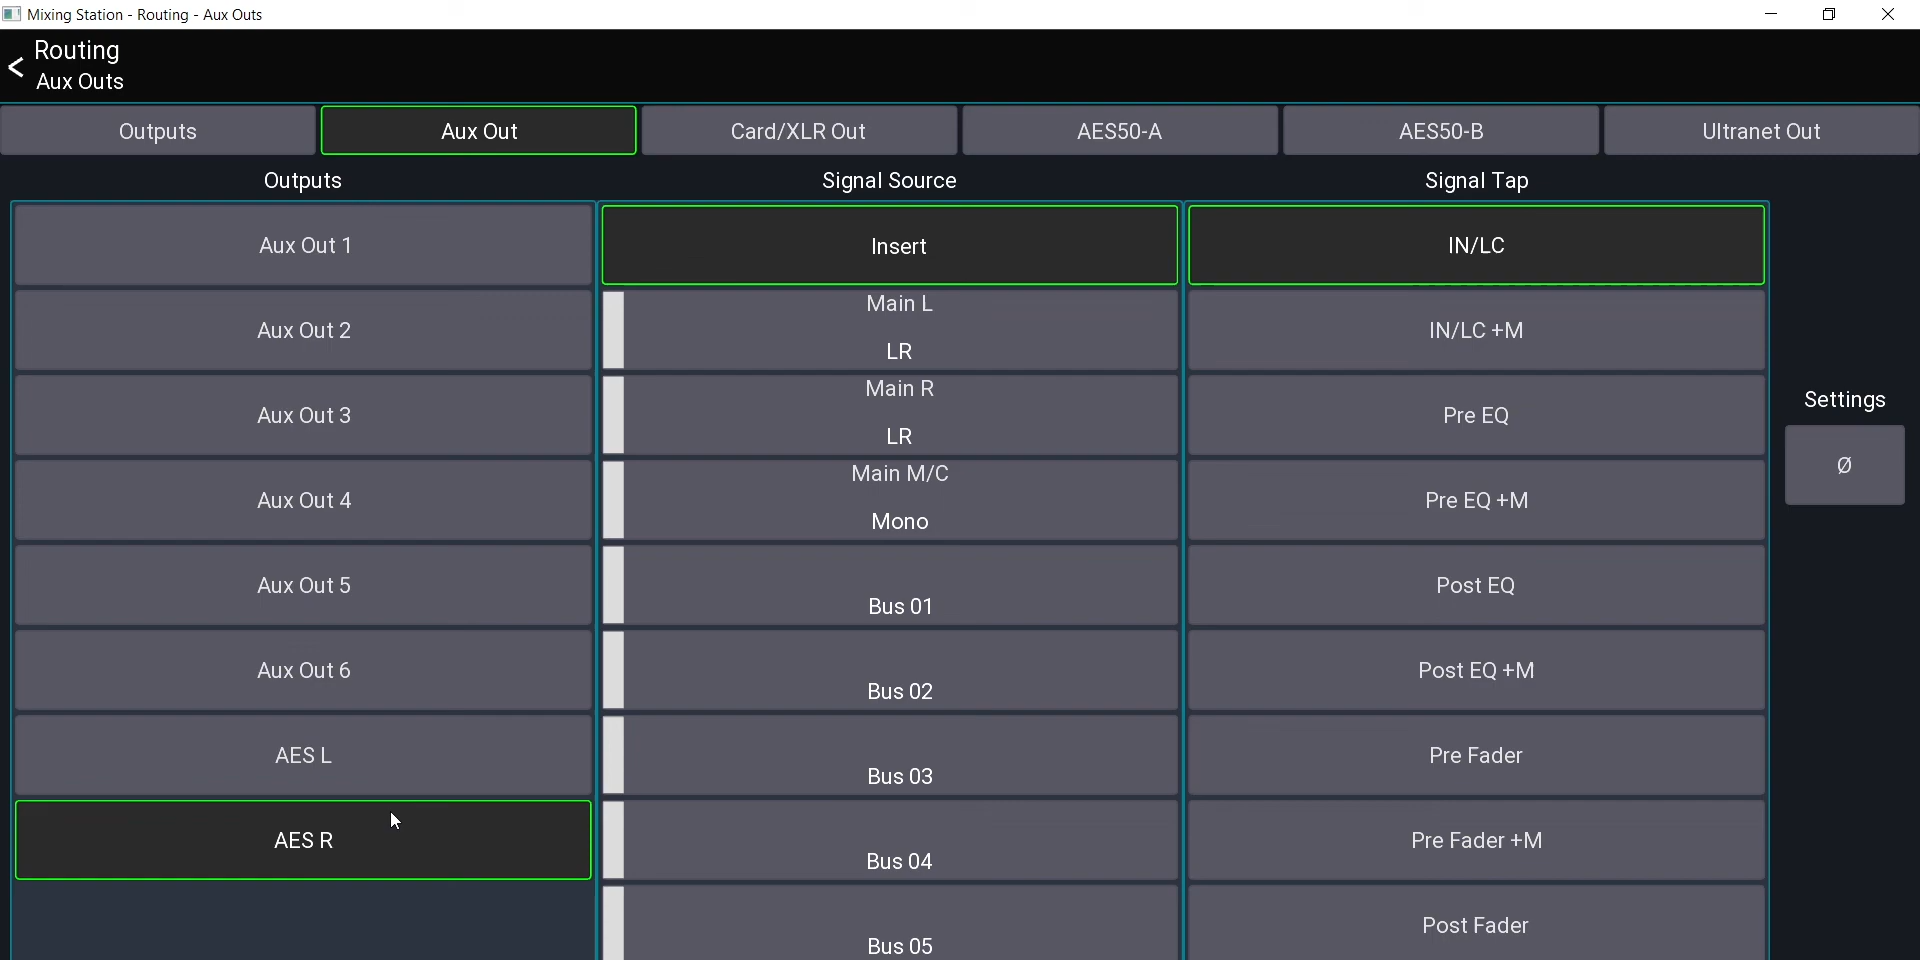 Mixing Station - Routing - Aux Outs
Routing
Aux Outs
Outputs
Aux Out
Card/XLR Out
AES50-A
AES50-B
Ultranet Out
Outputs
Signal Source
Signal Tap
Aux Out 1
Aux Out 2
Aux Out 3
Aux Out 4
Aux Out 5
Aux Out 6
AES L
AES R
Insert
Main L
LR
Main R
LR
Main M/C
Mono
Bus 01
Bus 02
Bus 03
Bus 04
Bus 05
IN/LC
IN/LC +M
Pre EQ
Pre EQ +M
Post EQ
Post EQ +M
Pre Fader
Pre Fader +M
Post Fader
Settings
Ø